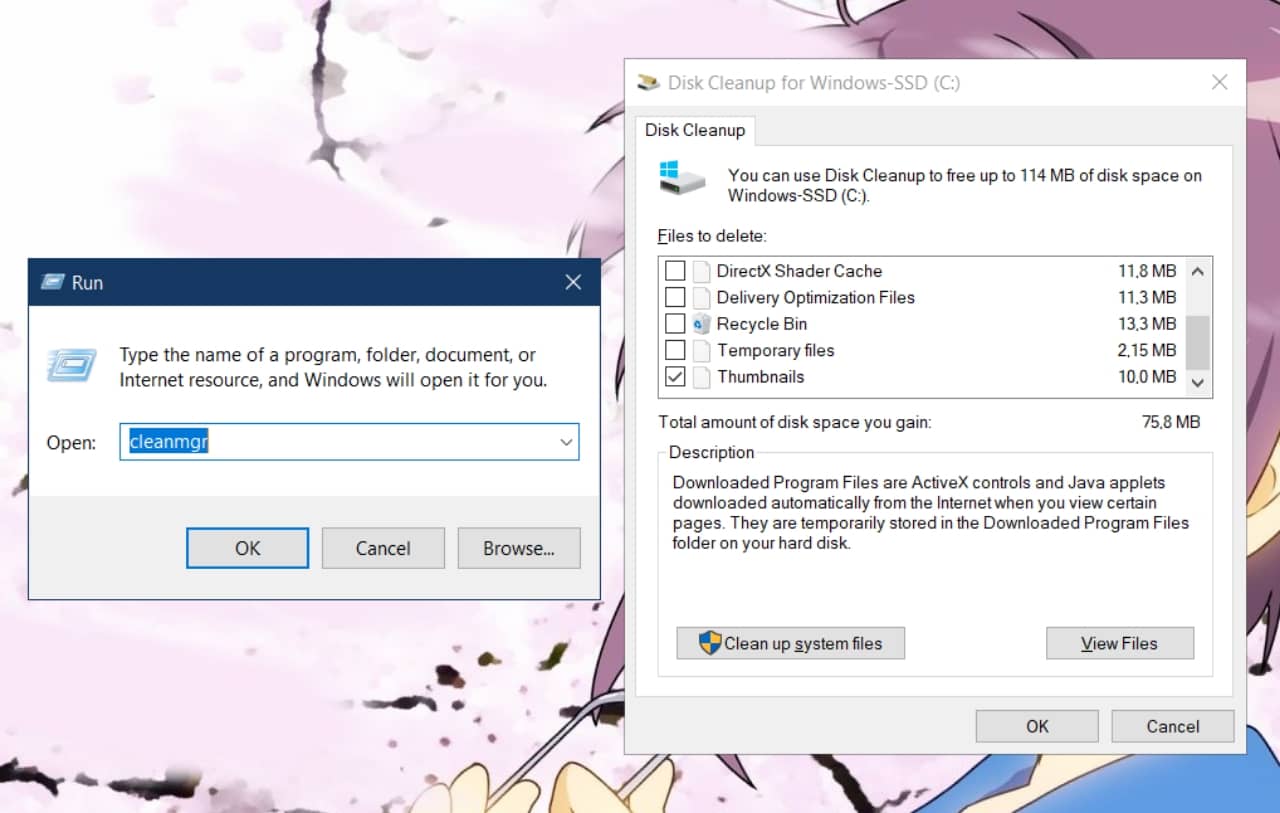 Run
Type the name of a program, folder, document, or
Internet resource, and Windows will open it for you.
Open:
cleanmgr
OK
Cancel
Browse...
Disk Cleanup for Windows-SSD (C:)
Disk Cleanup
You can use Disk Cleanup to free up to 114 MB of disk space on
Windows-SSD (C:).
Files to delete:
DirectX Shader Cache 11,8 MB
Delivery Optimization Files 11,3 MB
Recycle Bin 13,3 MB
Temporary files 2,15 MB
Thumbnails 10,0 MB
Total amount of disk space you gain: 75,8 MB
Description
Downloaded Program Files are ActiveX controls and Java applets
downloaded automatically from the Internet when you view certain
pages. They are temporarily stored in the Downloaded Program Files
folder on your hard disk.
Clean up system files
View Files
OK
Cancel